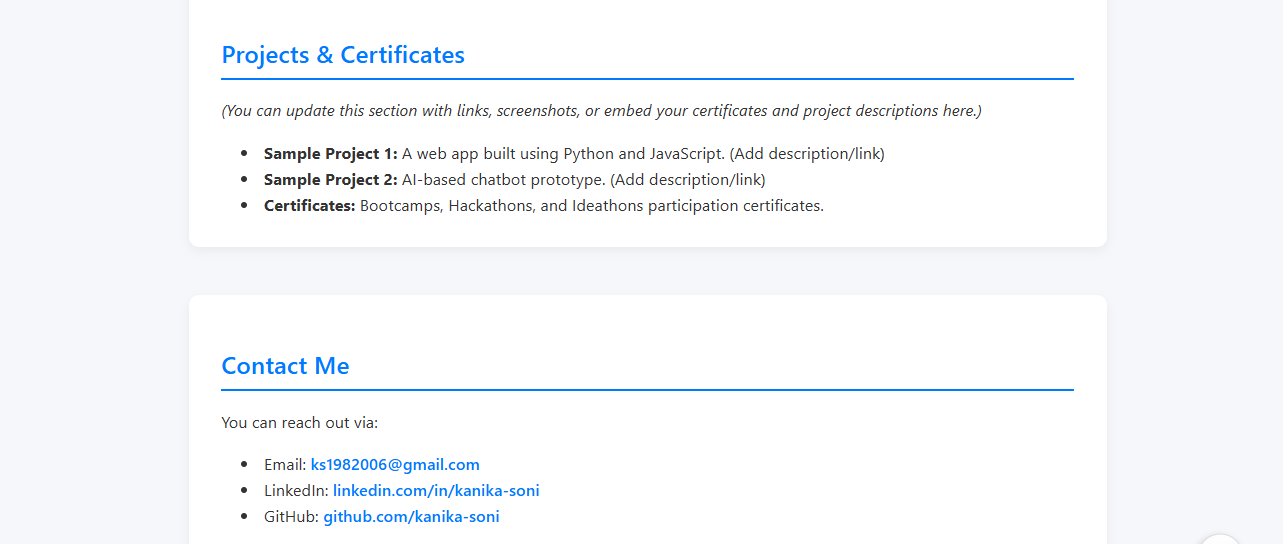 Projects & Certificates
(You can update this section with links, screenshots, or embed your certificates and project descriptions here.)
Sample Project 1: A web app built using Python and JavaScript. (Add description/link)
Sample Project 2: AI-based chatbot prototype. (Add description/link)
Certificates: Bootcamps, Hackathons, and Ideathons participation certificates.
Contact Me
You can reach out via:
Email: ks1982006@gmail.com
LinkedIn: linkedin.com/in/kanika-soni
GitHub: github.com/kanika-soni